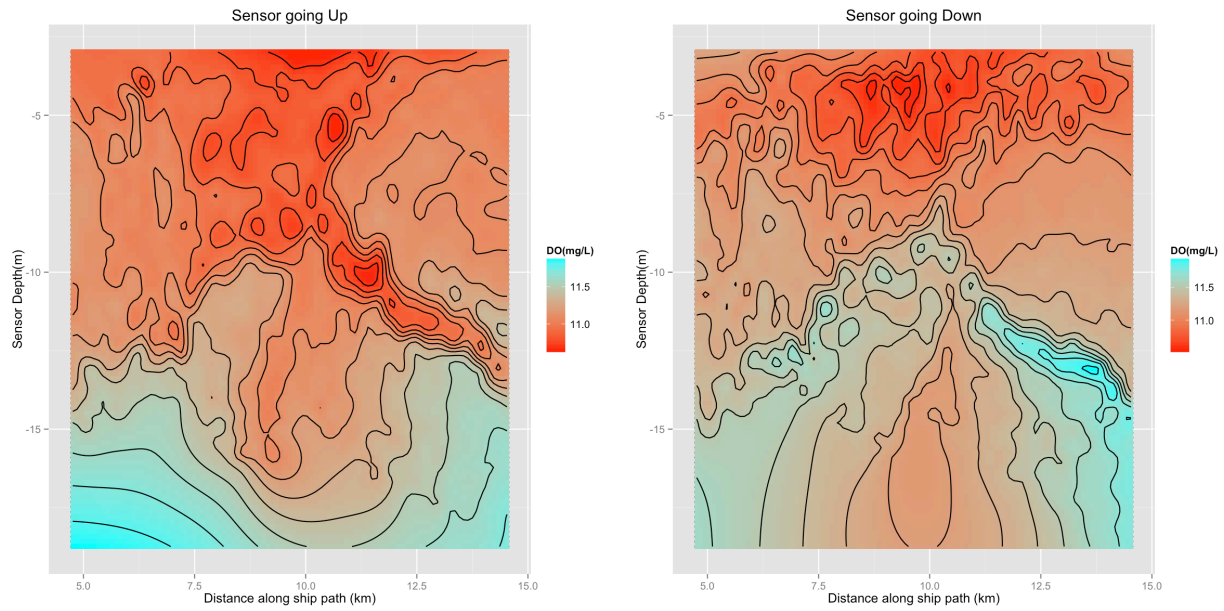 Sensor going Up
-5
-10
-15
Sensor Depth(m)
5.0 7.5 10.0 12.5 15.0
Distance along ship path (km)
DO(mg/L)
11.5
11.0
Sensor going Down
-5
-10
-15
Sensor Depth(m)
5.0 7.5 10.0 12.5 15.0
Distance along ship path (km)
DO(mg/L)
11.5
11.0